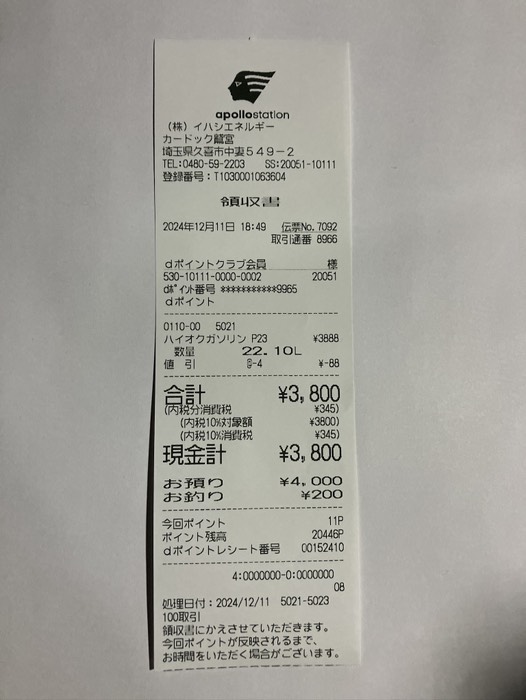 apollostation
(株)イハシエネルギー
カードック鷲宮
埼玉県久喜市中妻549-2
TEL:0480-59-2203 SS:20051-10111
登録番号:T1030001063604
領収書
2024年12月11日 18:49 伝票No.7092
取引通番 8966
dポイントクラブ会員 様
530-10111-0000-0002 20051
dﾎﾟｲﾝﾄ番号 ***********9965
dポイント
0110-00 5021
ハイオクガソリン P23 ¥3888
数量 22.10L
値引 8-4 ¥-88
合計 ¥3,800
(内税分消費税 ¥345)
(内税10%対象額 ¥3800)
(内税10%消費税 ¥345)
現金計 ¥3,800
お預り ¥4,000
お釣り ¥200
今回ポイント 11P
ポイント残高 20446P
dポイントレシート番号 00152410
4:0000000-0:0000000
08
処理日付:2024/12/11 5021-5023
100取引
領収書にかえさせていただきます。
今回ポイントが反映されるまで、
お時間をいただく場合がございます。